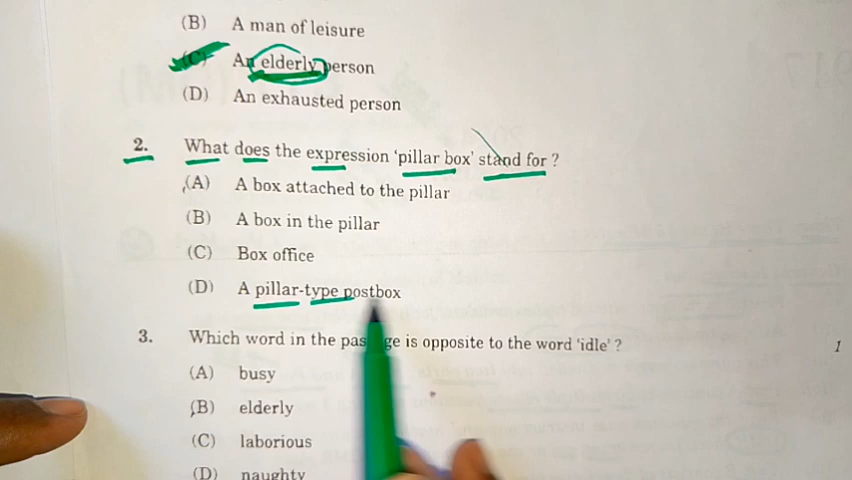 (B) A man of leisure
(C) An elderly person
(D) An exhausted person
2. What does the expression ‘pillar box’ stand for ?
(A) A box attached to the pillar
(B) A box in the pillar
(C) Box office
(D) A pillar-type postbox
3. Which word in the passage is opposite to the word ‘idle’ ? 1
(A) busy
(B) elderly
(C) laborious
(D) naughty